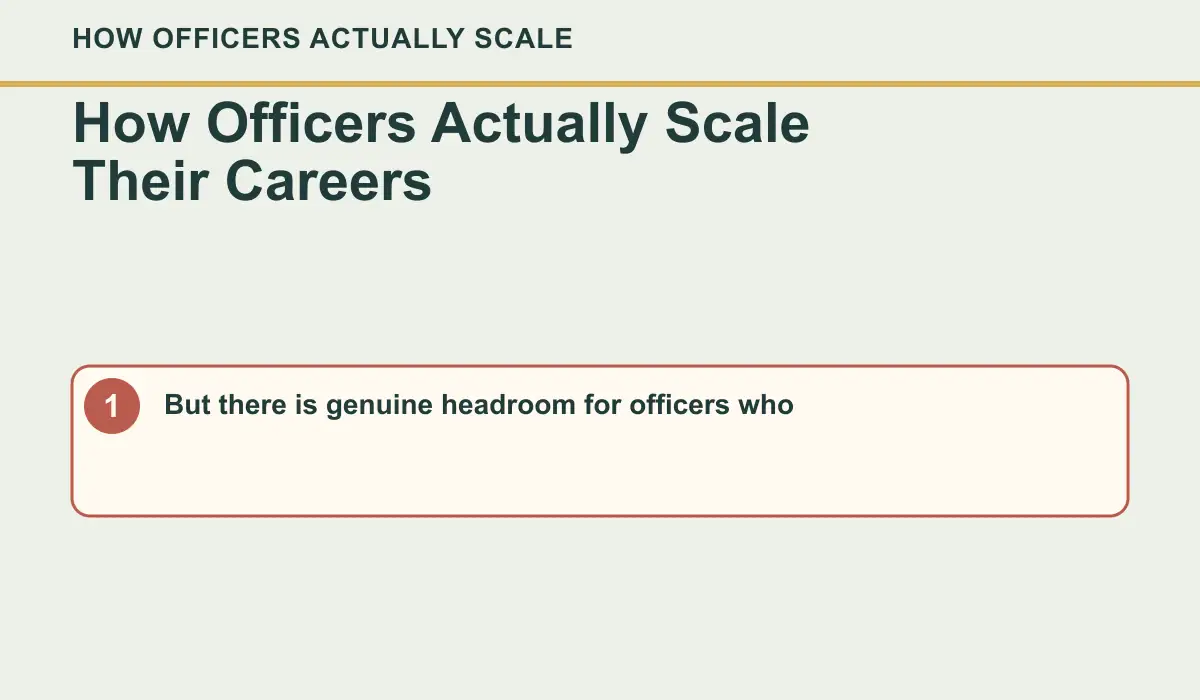 HOW OFFICERS ACTUALLY SCALE
How Officers Actually Scale
Their Careers
1
But there is genuine headroom for officers who